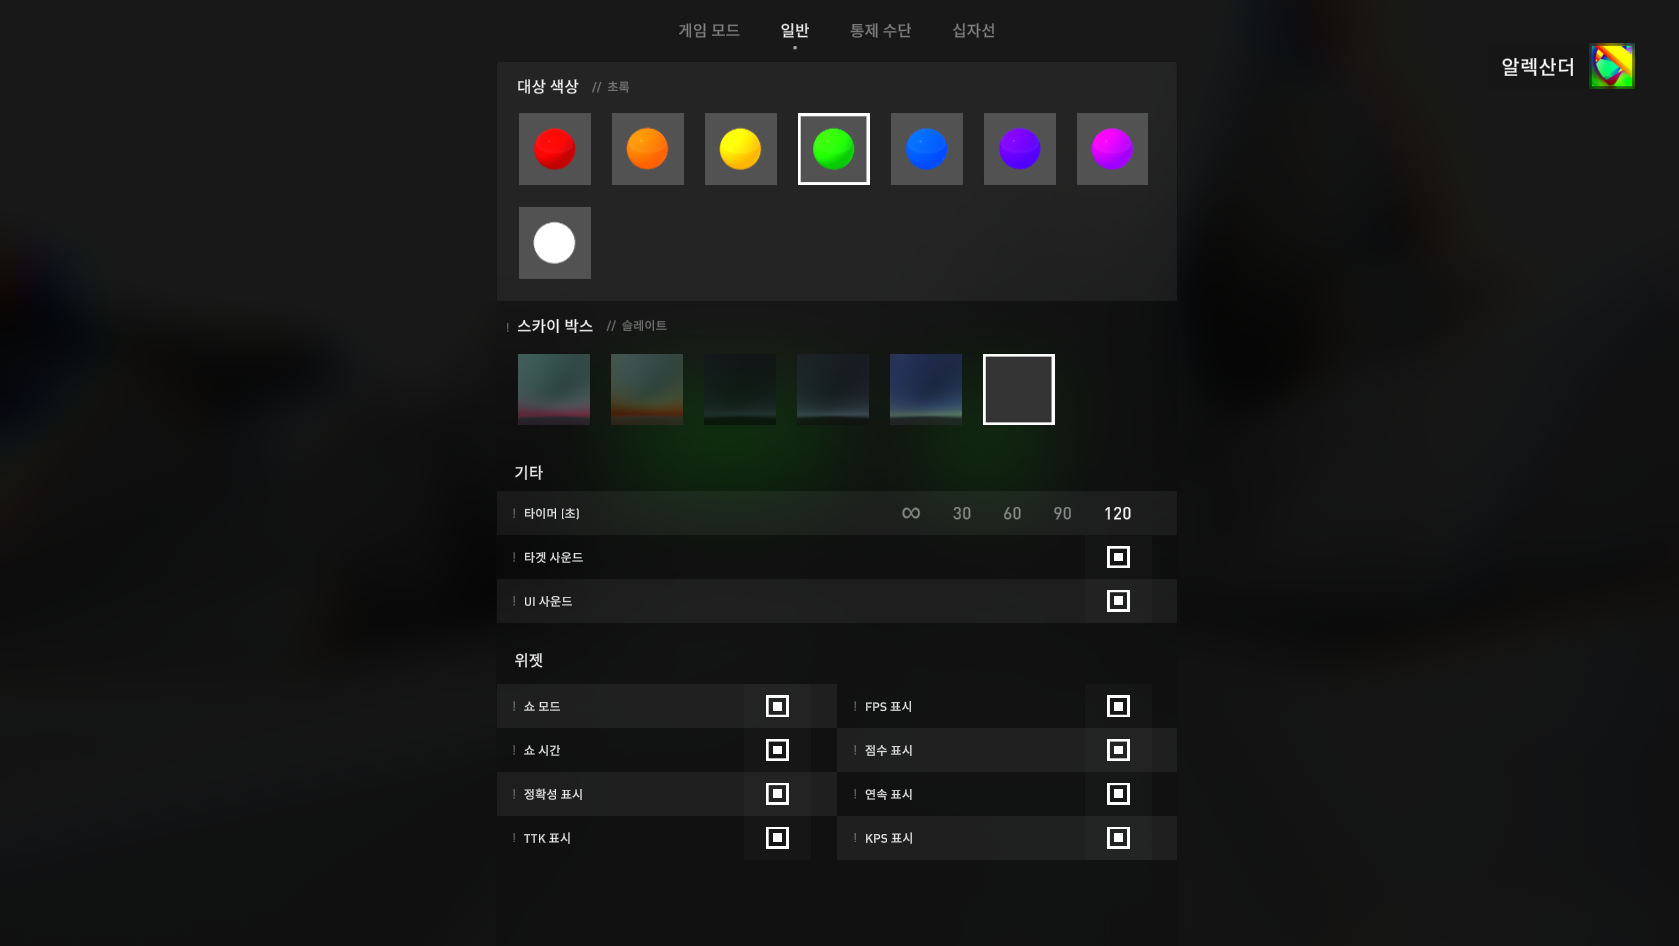 게임 모드 일반 통제 수단 십자선
알렉산더
대상 색상 // 초록
! 스카이 박스 // 슬레이트
기타
! 타이머 (초) ∞ 30 60 90 120
! 타겟 사운드
! UI 사운드
위젯
! 쇼 모드 ! FPS 표시
! 쇼 시간 ! 점수 표시
! 정확성 표시 ! 연속 표시
! TTK 표시 ! KPS 표시